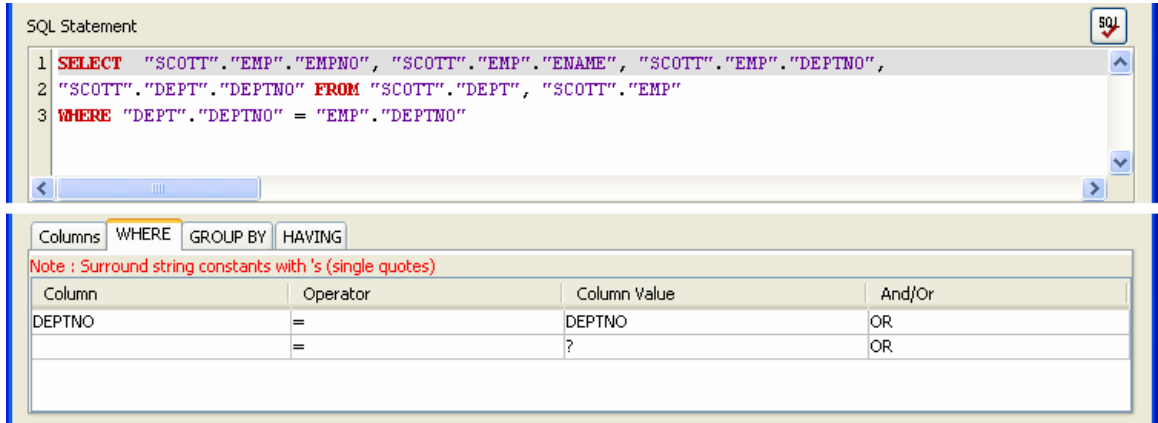 SQL Statement
SQL
1 SELECT "SCOTT"."EMP"."EMPNO", "SCOTT"."EMP"."ENAME", "SCOTT"."EMP"."DEPTNO",
2 "SCOTT"."DEPT"."DEPTNO" FROM "SCOTT"."DEPT", "SCOTT"."EMP"
3 WHERE "DEPT"."DEPTNO" = "EMP"."DEPTNO"
Columns WHERE GROUP BY HAVING
Note : Surround string constants with 's (single quotes)
Column Operator Column Value And/Or
DEPTNO = DEPTNO OR
= ? OR